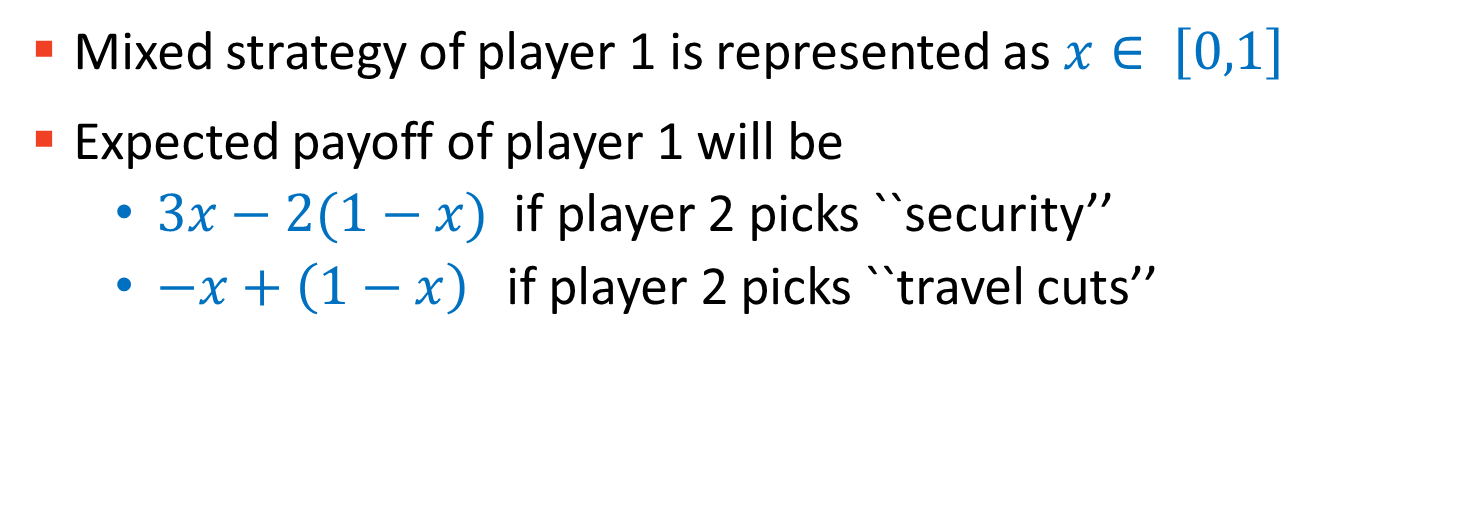 ▪ Mixed strategy of player 1 is represented as x ∈ [0,1]
▪ Expected payoff of player 1 will be
• 3x − 2(1 − x) if player 2 picks ``security’’
• −x + (1 − x) if player 2 picks ``travel cuts’’